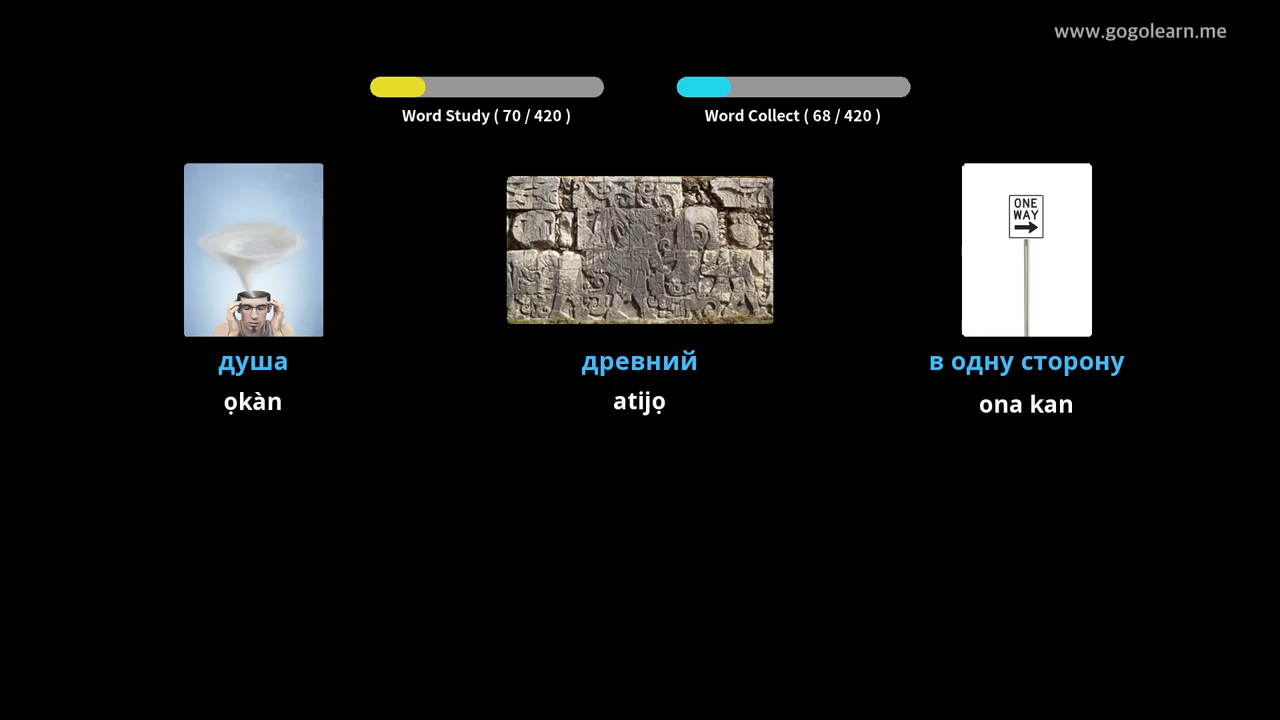 www.gogolearn.me
Word Study ( 70 / 420 )
Word Collect ( 68 / 420 )
ONE
WAY
душа
древний
в одну сторону
ọkàn
atijọ
ona kan